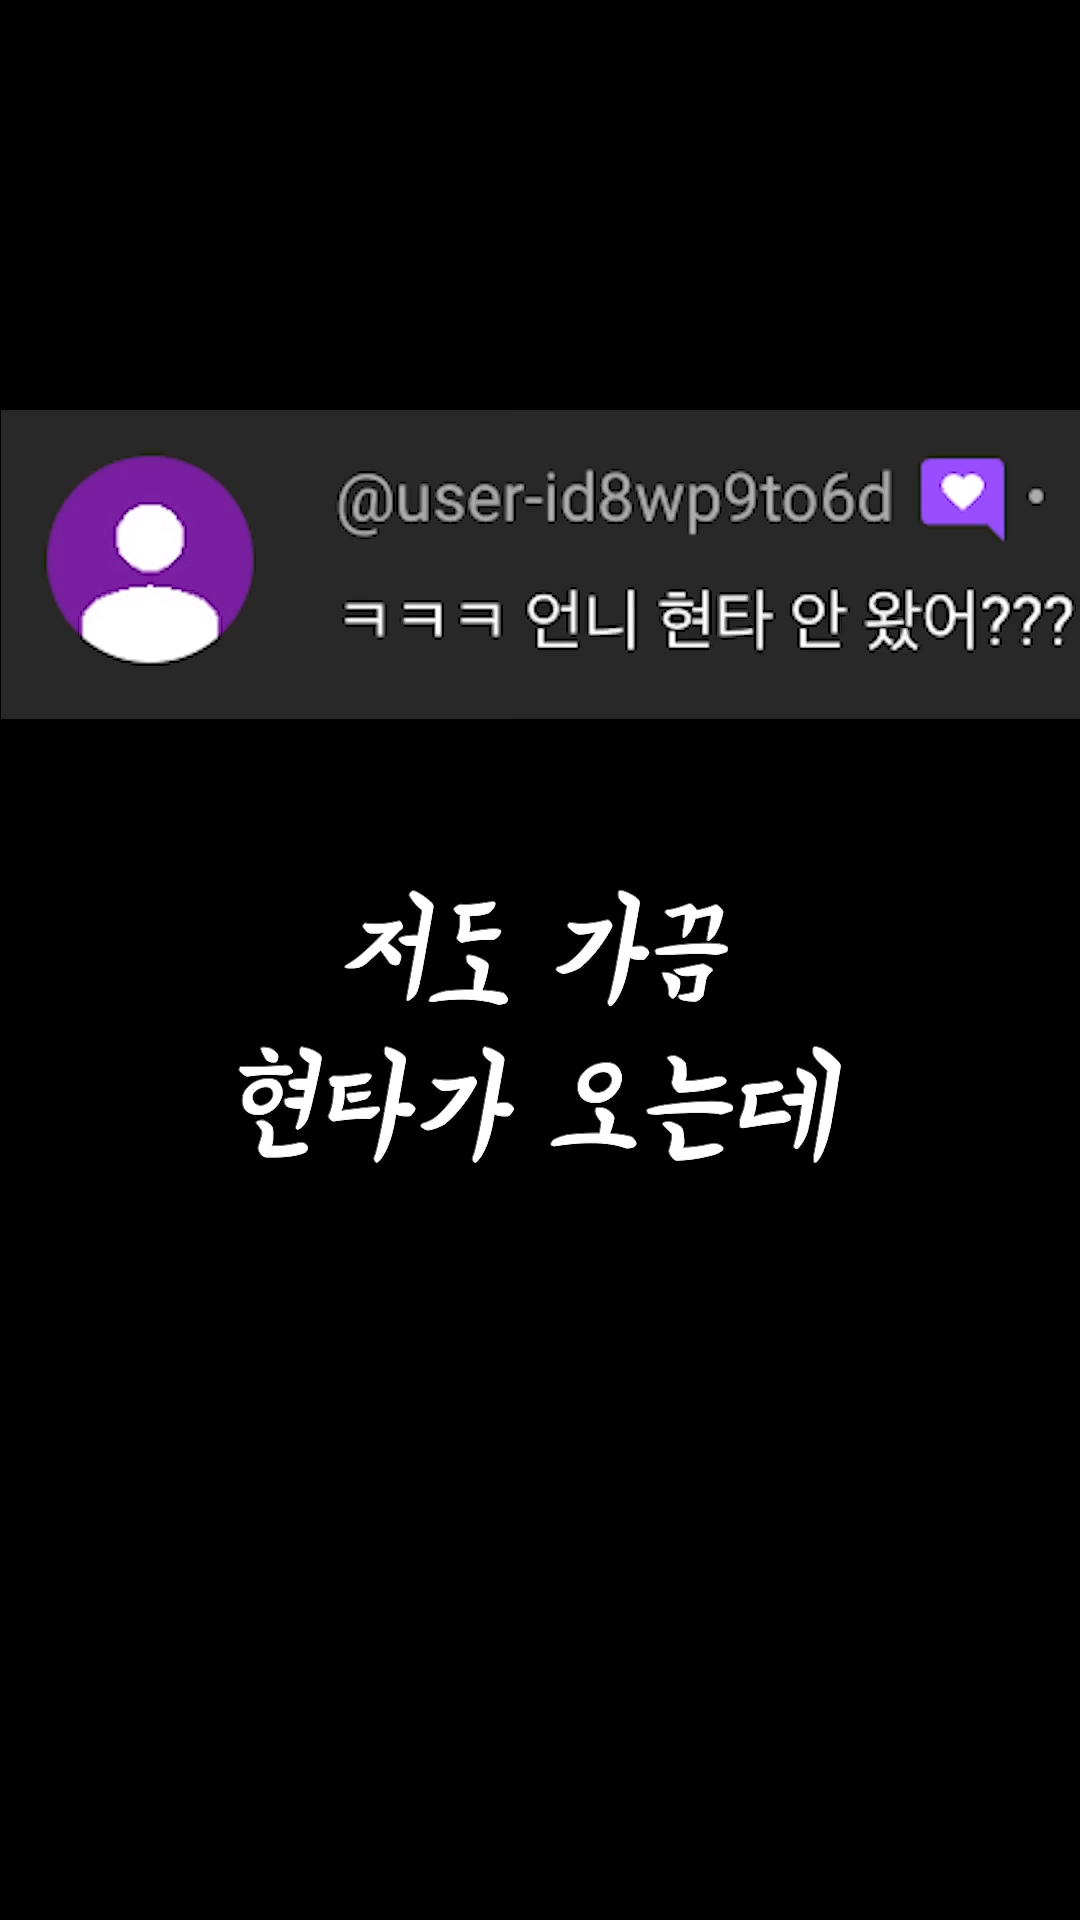 @user-id8wp9to6d •
ㅋㅋㅋ 언니 현타 안 왔어???
저도 가끔
현타가 오는데